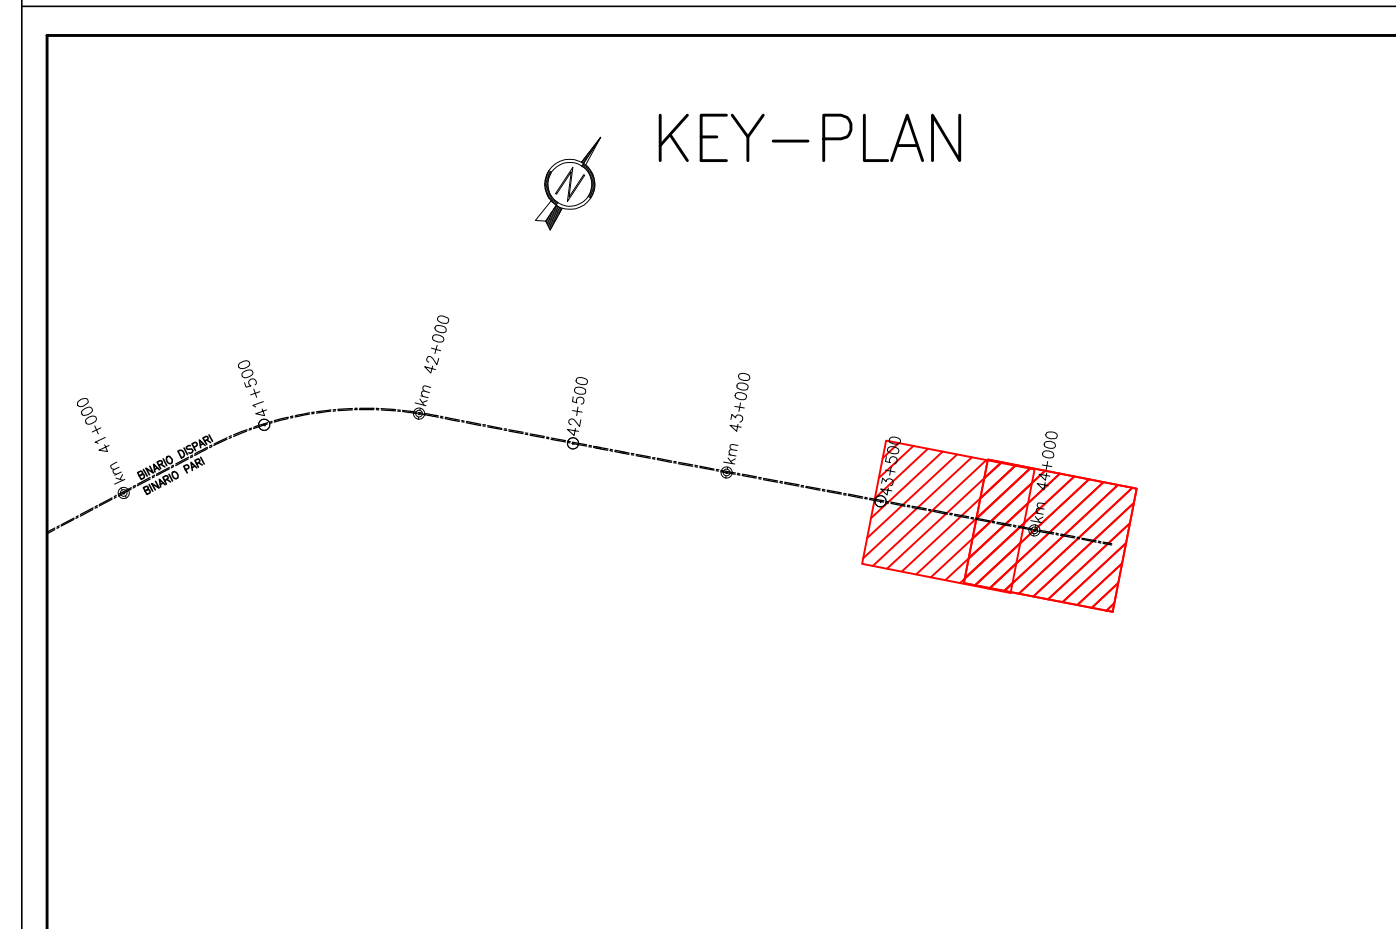 KEY-PLAN
N
km 41+000
BINARIO DISPARI
BINARIO PARI
41+500
km 42+000
42+500
km 43+000
43+500
km 44+000